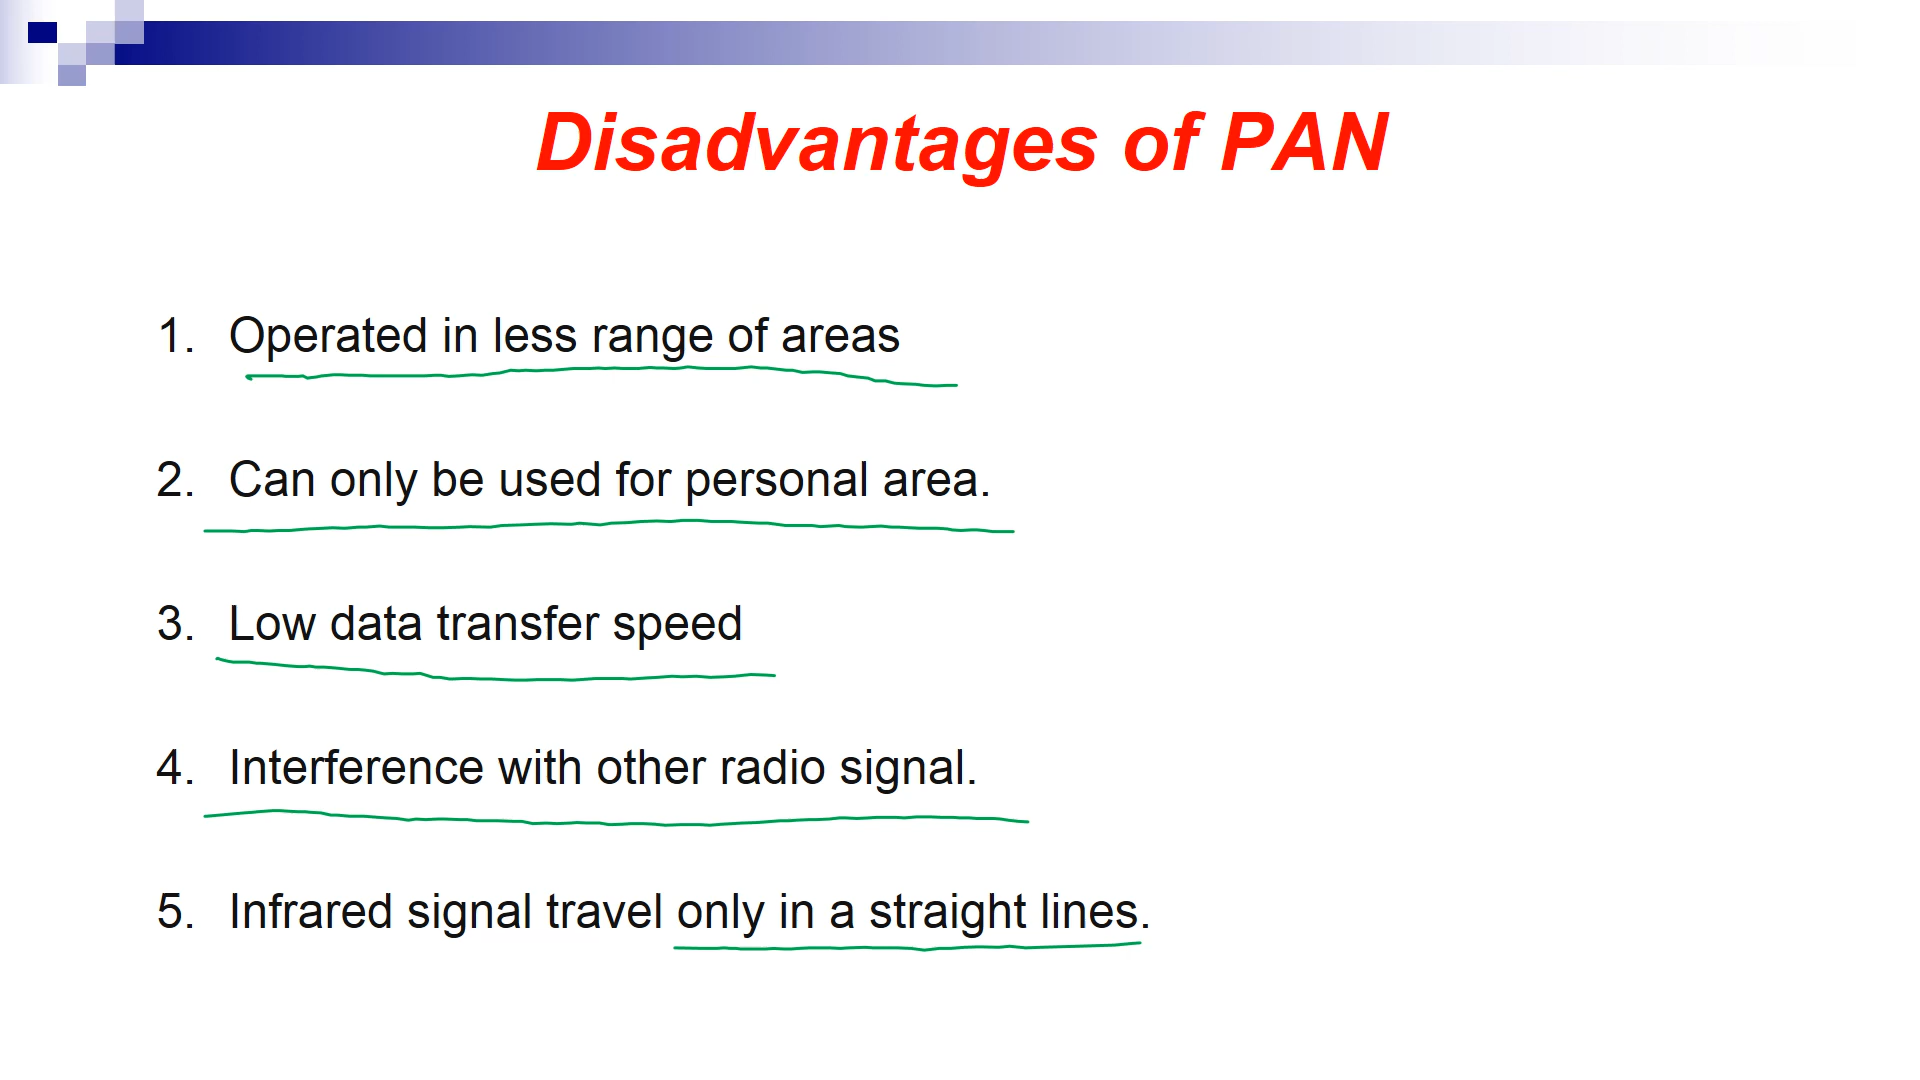 Disadvantages of PAN
1. Operated in less range of areas
2. Can only be used for personal area.
3. Low data transfer speed
4. Interference with other radio signal.
5. Infrared signal travel only in a straight lines.